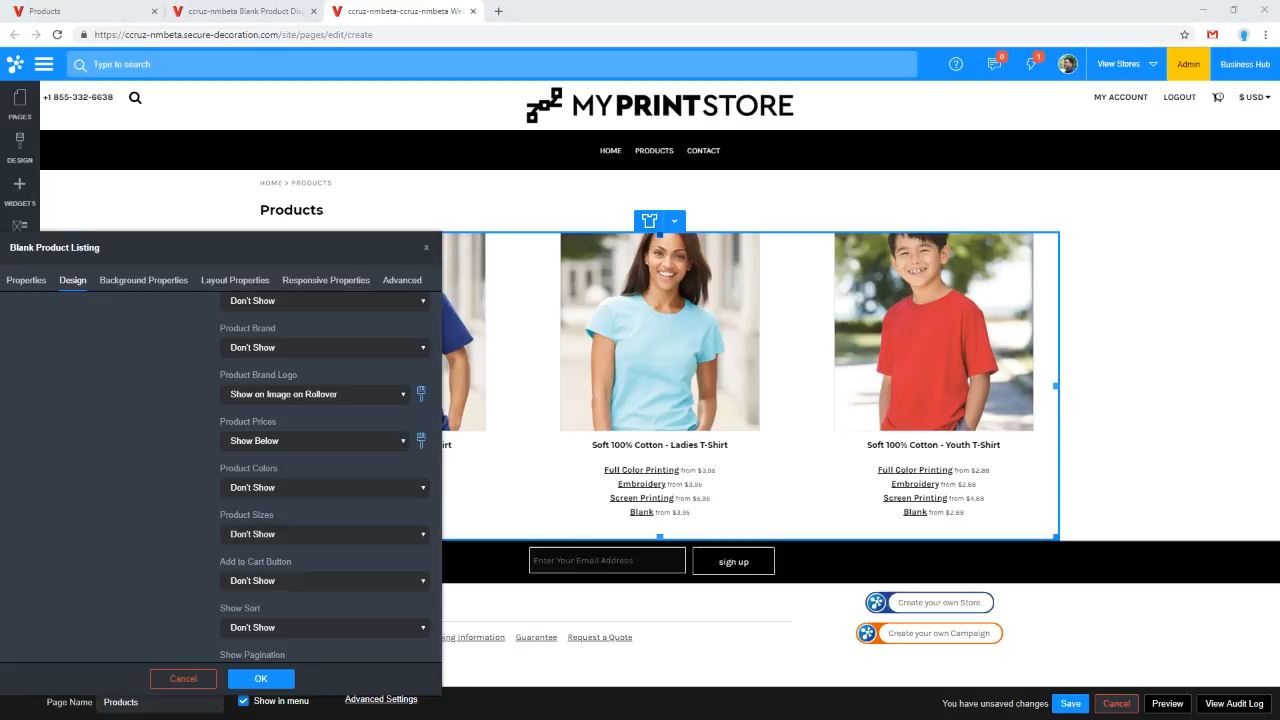 Products
ccruz-nmbeta Blank Product Dis
ccruz-nmbeta-ccruz-nmbeta We
https://ccruz-nmbeta.secure-decoration.com/site/pages/edit/create
Type to search
0
1
View Stores
Admin
Business Hub
PAGES
DESIGN
WIDGETS
+1 855-332-6638
MYPRINTSTORE
MY ACCOUNT
LOGOUT
$ USD
HOME
PRODUCTS
CONTACT
HOME > PRODUCTS
Products
Blank Product Listing
x
Properties
Design
Background Properties
Layout Properties
Responsive Properties
Advanced
Don't Show
Product Brand
Don't Show
Product Brand Logo
Show on Image on Rollover
Product Prices
Show Below
Product Colors
Don't Show
Product Sizes
Don't Show
Add to Cart Button
Don't Show
Show Sort
Don't Show
Show Pagination
Cancel
OK
irt
Soft 100% Cotton - Ladies T-Shirt
Full Color Printing from $3.95
Embroidery from $3.95
Screen Printing from $5.95
Blank from $3.95
Soft 100% Cotton - Youth T-Shirt
Full Color Printing from $2.88
Embroidery from $2.88
Screen Printing from $4.88
Blank from $2.88
Enter Your Email Address
sign up
ing Information
Guarantee
Request a Quote
Create your own Store
Create your own Campaign
Page Name
Products
Show in menu
Advanced Settings
You have unsaved changes
Save
Cancel
Preview
View Audit Log